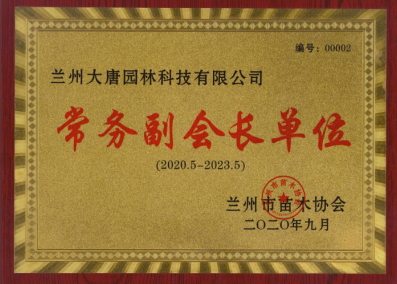 编号：00002
兰州大唐园林科技有限公司
常务副会长单位
(2020.5-2023.5)
兰州市苗木协会
二〇二〇年九月